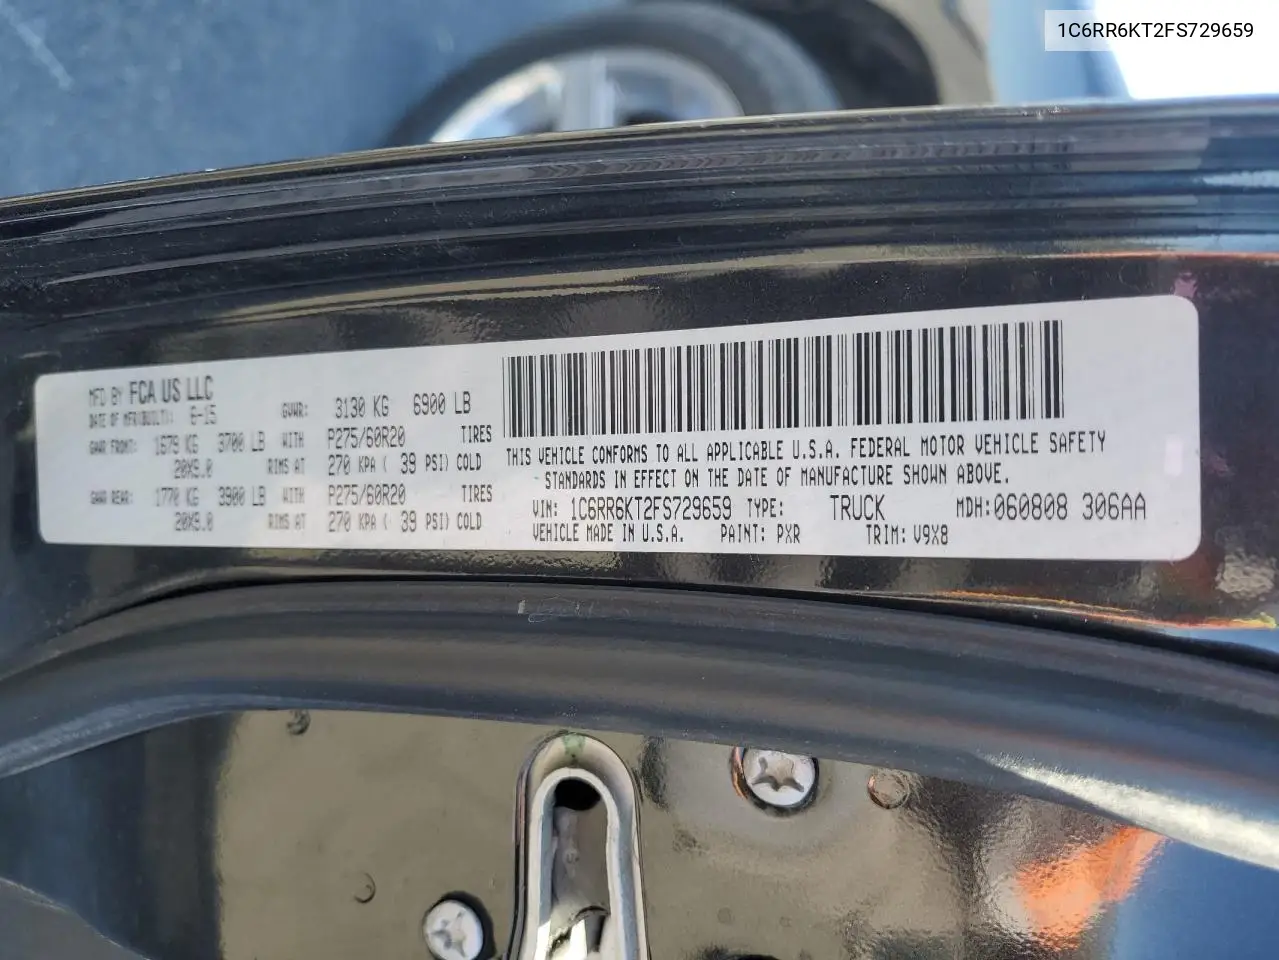 1C6RR6KT2FS729659
MFD BY FCA US LLC
DATE OF MFR(BUILT): 6-15 GVWR: 3130 KG 6900 LB
GAWR FRONT: 1679 KG 3700 LB WITH P275/60R20 TIRES
20X9.0 RIMS AT 270 KPA ( 39 PSI) COLD
GAWR REAR: 1770 KG 3900 LB WITH P275/60R20 TIRES
20X9.0 RIMS AT 270 KPA ( 39 PSI) COLD
THIS VEHICLE CONFORMS TO ALL APPLICABLE U.S.A. FEDERAL MOTOR VEHICLE SAFETY
STANDARDS IN EFFECT ON THE DATE OF MANUFACTURE SHOWN ABOVE.
VIN: 1C6RR6KT2FS729659 TYPE: TRUCK MDH:060808 306AA
VEHICLE MADE IN U.S.A. PAINT: PXR TRIM: V9X8